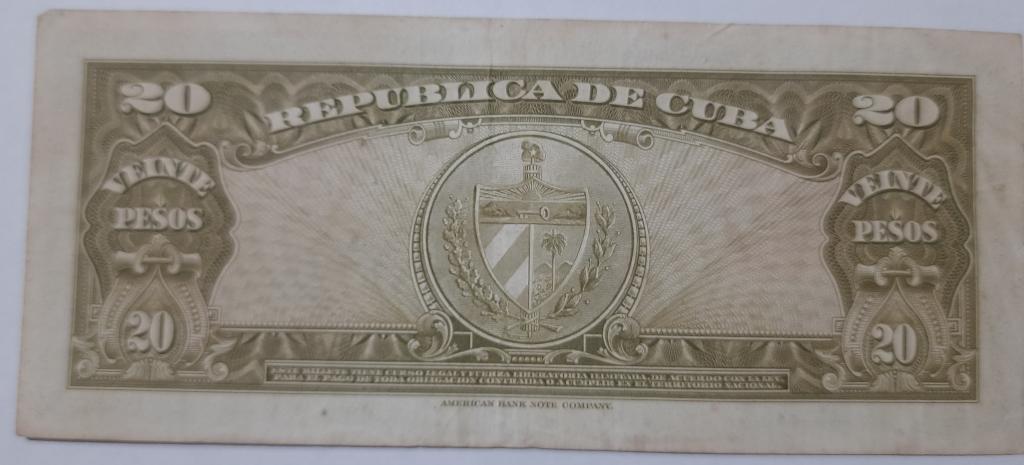 20 REPUBLICA DE CUBA 20
VEINTE
PESOS
20
VEINTE
PESOS
20
ESTE BILLETE TIENE CURSO LEGAL Y FUERZA LIBERATORIA ILIMITADA, DE ACUERDO CON LA LEY,
PARA EL PAGO DE TODA OBLIGACION CONTRAIDA O A CUMPLIR EN EL TERRITORIO NACIONAL.
AMERICAN BANK NOTE COMPANY.